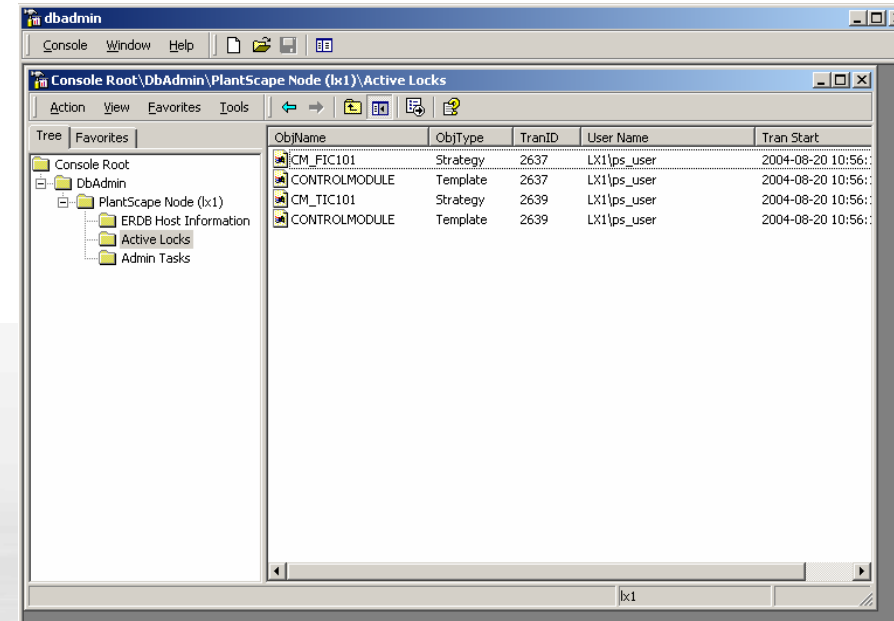 dbadmin
Console Window Help
Console Root\DbAdmin\PlantScape Node (lx1)\Active Locks
Action View Favorites Tools
Tree Favorites
ObjName ObjType TranID User Name Tran Start
Console Root
DbAdmin
PlantScape Node (lx1)
ERDB Host Information
Active Locks
Admin Tasks
CM_FIC101 Strategy 2637 LX1\ps_user 2004-08-20 10:56:
CONTROLMODULE Template 2637 LX1\ps_user 2004-08-20 10:56:
CM_TIC101 Strategy 2639 LX1\ps_user 2004-08-20 10:56:
CONTROLMODULE Template 2639 LX1\ps_user 2004-08-20 10:56:
lx1